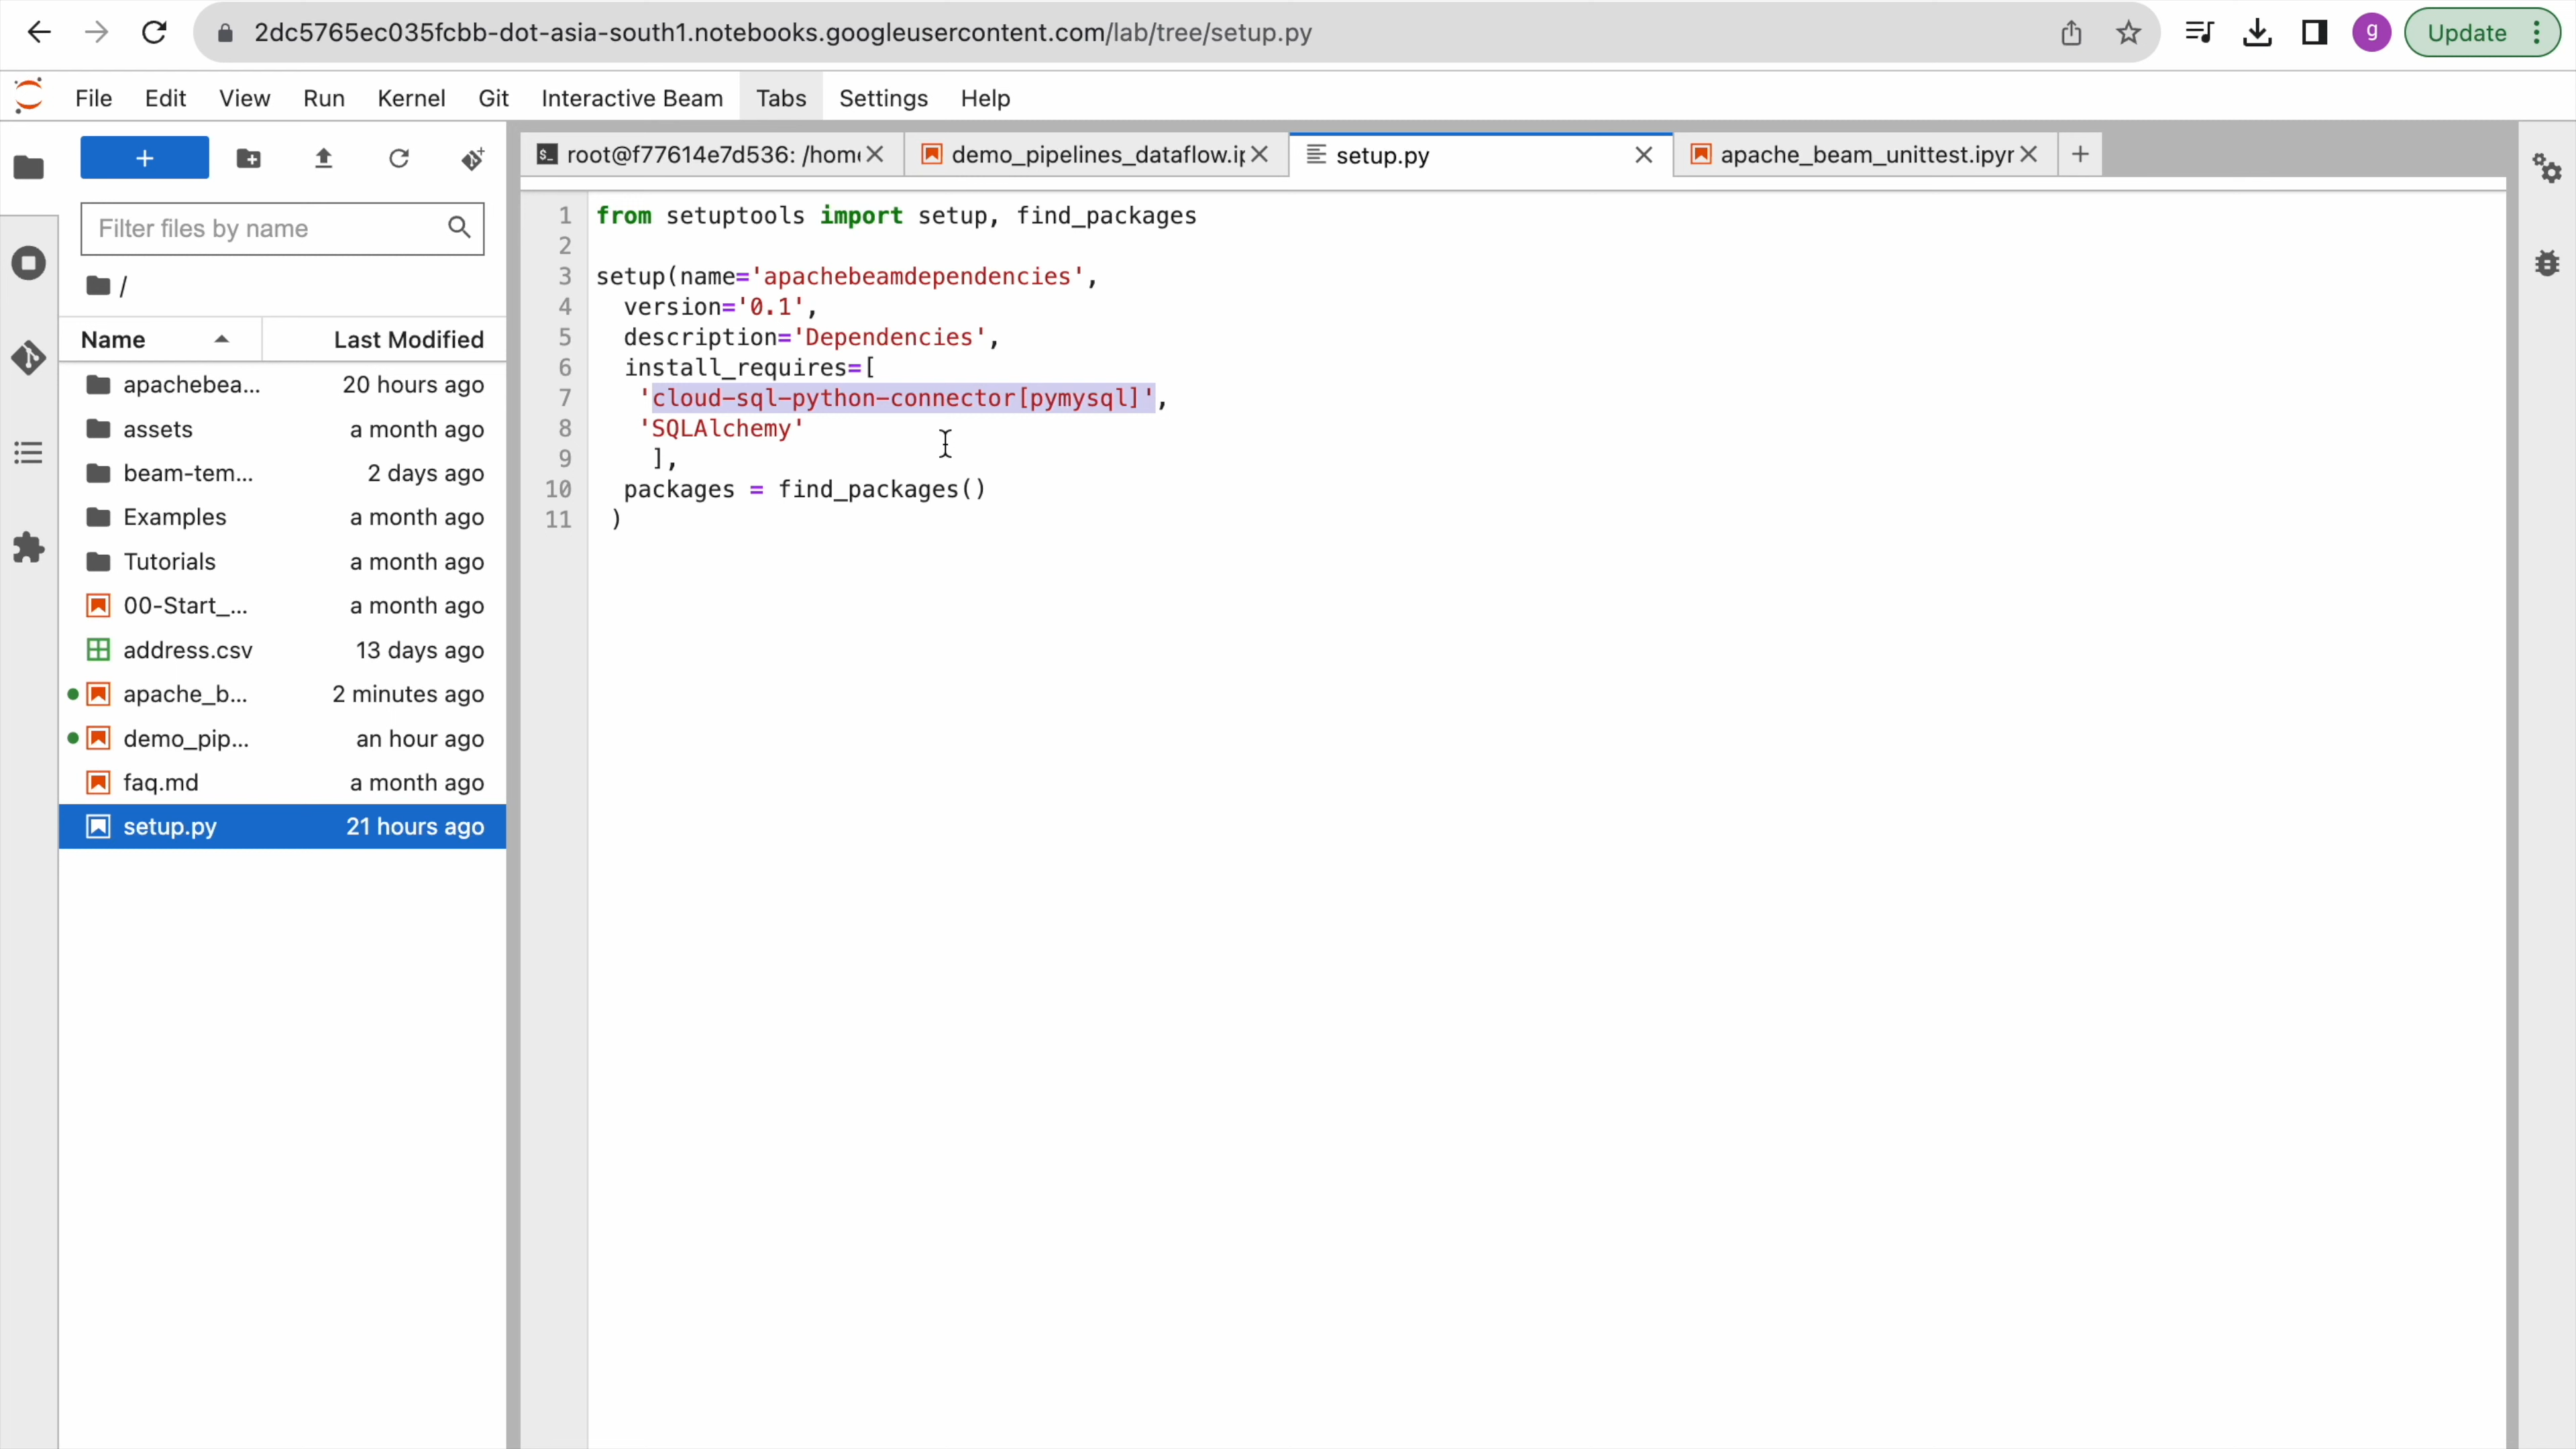 2dc5765ec035fcbb-dot-asia-south1.notebooks.googleusercontent.com/lab/tree/setup.py
g
Update
File Edit View Run Kernel Git Interactive Beam Tabs Settings Help
+
root@f77614e7d536: /hom
demo_pipelines_dataflow.ip
setup.py
apache_beam_unittest.ipyn
Filter files by name
/
Name Last Modified
apachebea... 20 hours ago
assets a month ago
beam-tem... 2 days ago
Examples a month ago
Tutorials a month ago
00-Start_... a month ago
address.csv 13 days ago
apache_b... 2 minutes ago
demo_pip... an hour ago
faq.md a month ago
setup.py 21 hours ago
1 from setuptools import setup, find_packages
2
3 setup(name='apachebeamdependencies',
4 version='0.1',
5 description='Dependencies',
6 install_requires=[
7 'cloud-sql-python-connector[pymysql]',
8 'SQLAlchemy'
9 ],
10 packages = find_packages()
11 )